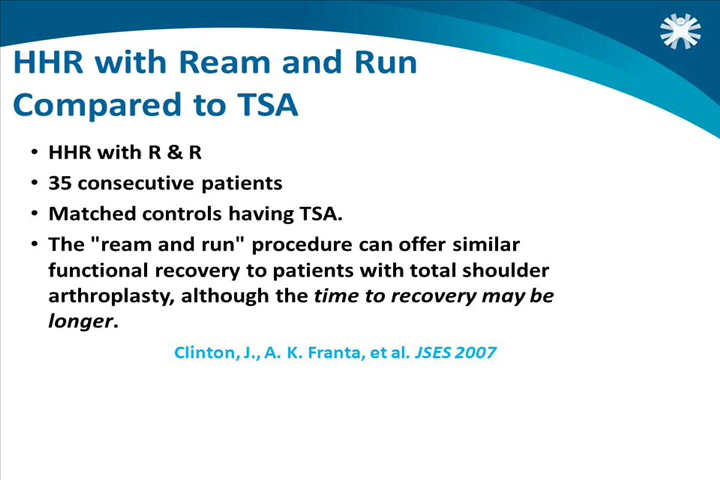 HHR with Ream and Run
Compared to TSA
• HHR with R & R
• 35 consecutive patients
• Matched controls having TSA.
• The "ream and run" procedure can offer similar
functional recovery to patients with total shoulder
arthroplasty, although the time to recovery may be
longer.
Clinton, J., A. K. Franta, et al. JSES 2007